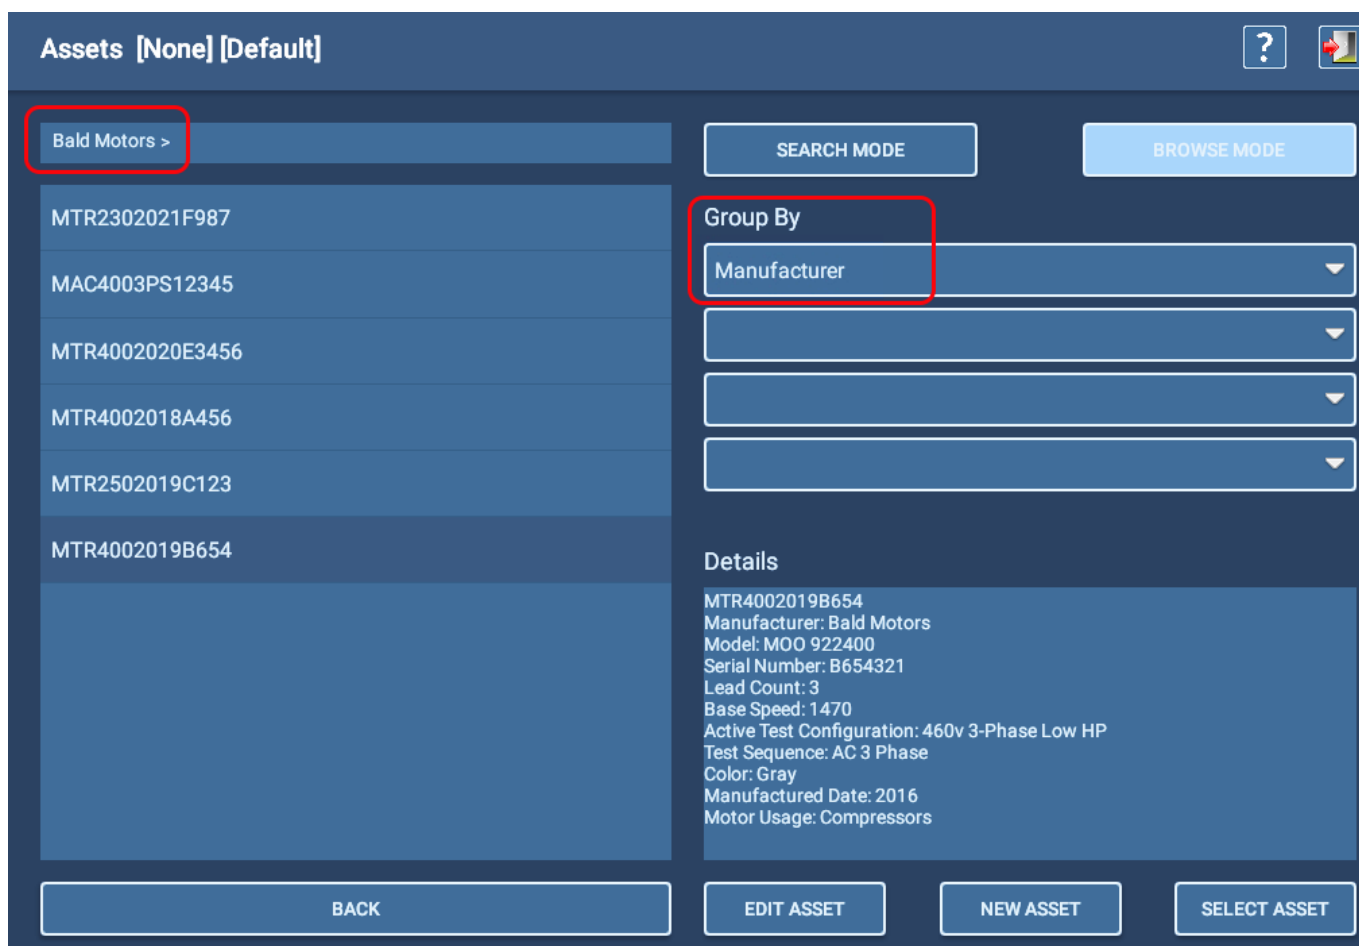 Assets [None] [Default]
?
Bald Motors >
SEARCH MODE
BROWSE MODE
MTR2302021F987
MAC4003PS12345
MTR4002020E3456
MTR4002018A456
MTR2502019C123
MTR4002019B654
Group By
Manufacturer
Details
MTR4002019B654
Manufacturer: Bald Motors
Model: MOO 922400
Serial Number: B654321
Lead Count: 3
Base Speed: 1470
Active Test Configuration: 460v 3-Phase Low HP
Test Sequence: AC 3 Phase
Color: Gray
Manufactured Date: 2016
Motor Usage: Compressors
BACK
EDIT ASSET
NEW ASSET
SELECT ASSET